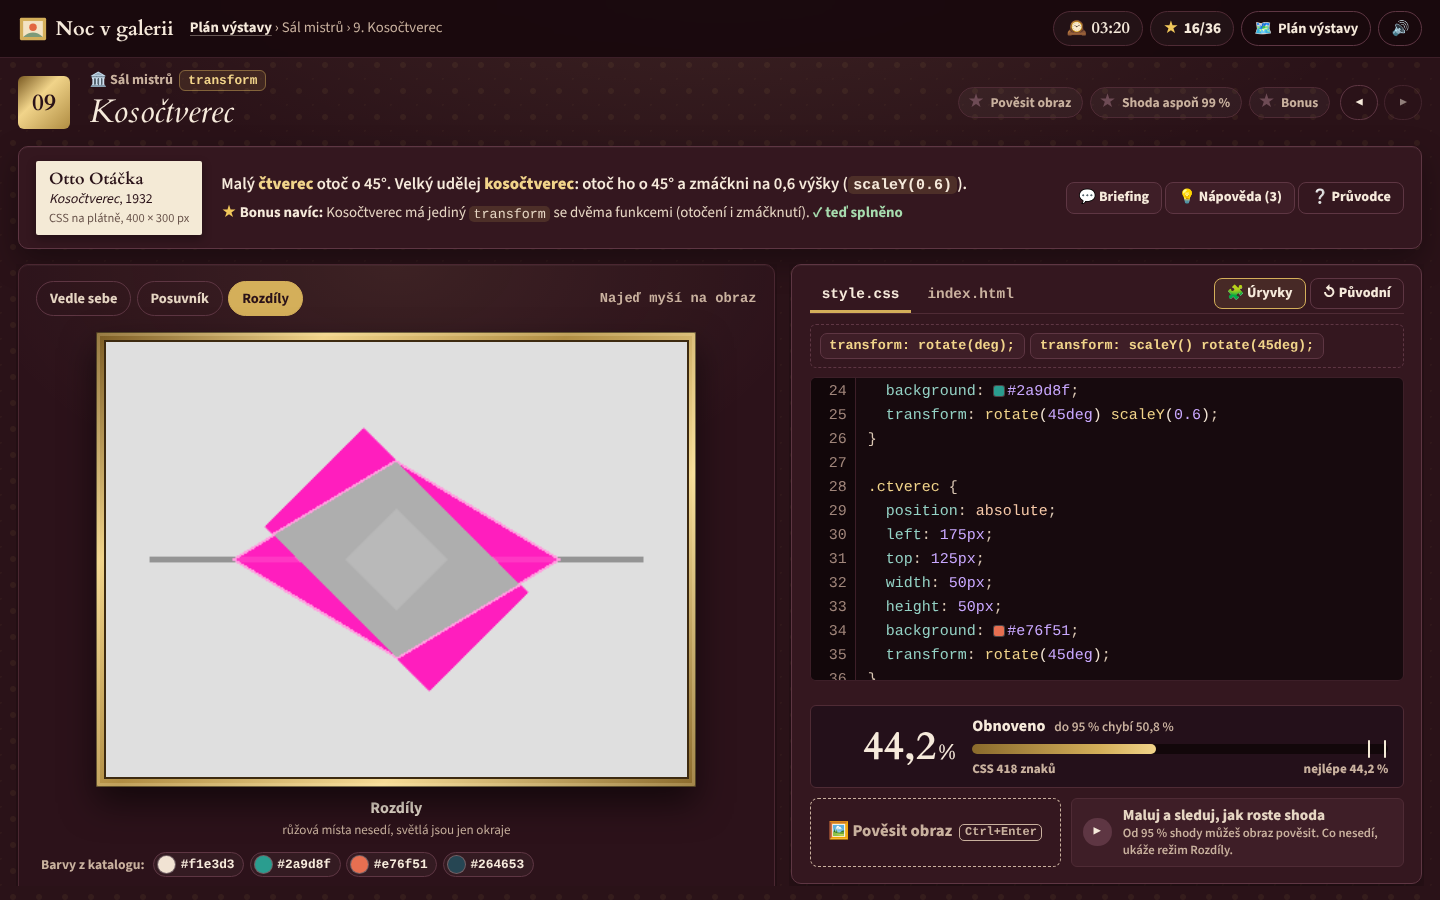 Noc v galerii
Plán výstavy › Sál mistrů › 9. Kosočtverec
03:20
★ 16/36
Plán výstavy
09
Sál mistrů transform
Kosočtverec
★ Pověsit obraz
★ Shoda aspoň 99 %
★ Bonus
◄
►
Otto Otáčka
Kosočtverec, 1932
CSS na plátně, 400 × 300 px
Malý čtverec otoč o 45°. Velký udělej kosočtverec: otoč ho o 45° a zmáčkni na 0,6 výšky ( scaleY(0.6) ).
★ Bonus navíc: Kosočtverec má jediný transform se dvěma funkcemi (otočení i zmáčknutí). ✓ teď splněno
Briefing
Nápověda (3)
? Průvodce
Vedle sebe
Posuvník
Rozdíly
Najeď myší na obraz
Rozdíly
růžová místa nesedí, světlá jsou jen okraje
Barvy z katalogu:
#f1e3d3
#2a9d8f
#e76f51
#264653
style.css
index.html
Úryvky
↺ Původní
transform: rotate(deg);
transform: scaleY() rotate(45deg);
24 background: #2a9d8f;
25 transform: rotate(45deg) scaleY(0.6);
26 }
27
28 .ctverec {
29 position: absolute;
30 left: 175px;
31 top: 125px;
32 width: 50px;
33 height: 50px;
34 background: #e76f51;
35 transform: rotate(45deg);
36 }
44,2 %
Obnoveno do 95 % chybí 50,8 %
CSS 418 znaků
nejlépe 44,2 %
Pověsit obraz Ctrl+Enter
►
Maluj a sleduj, jak roste shoda
Od 95 % shody můžeš obraz pověsit. Co nesedí,
ukáže režim Rozdíly.